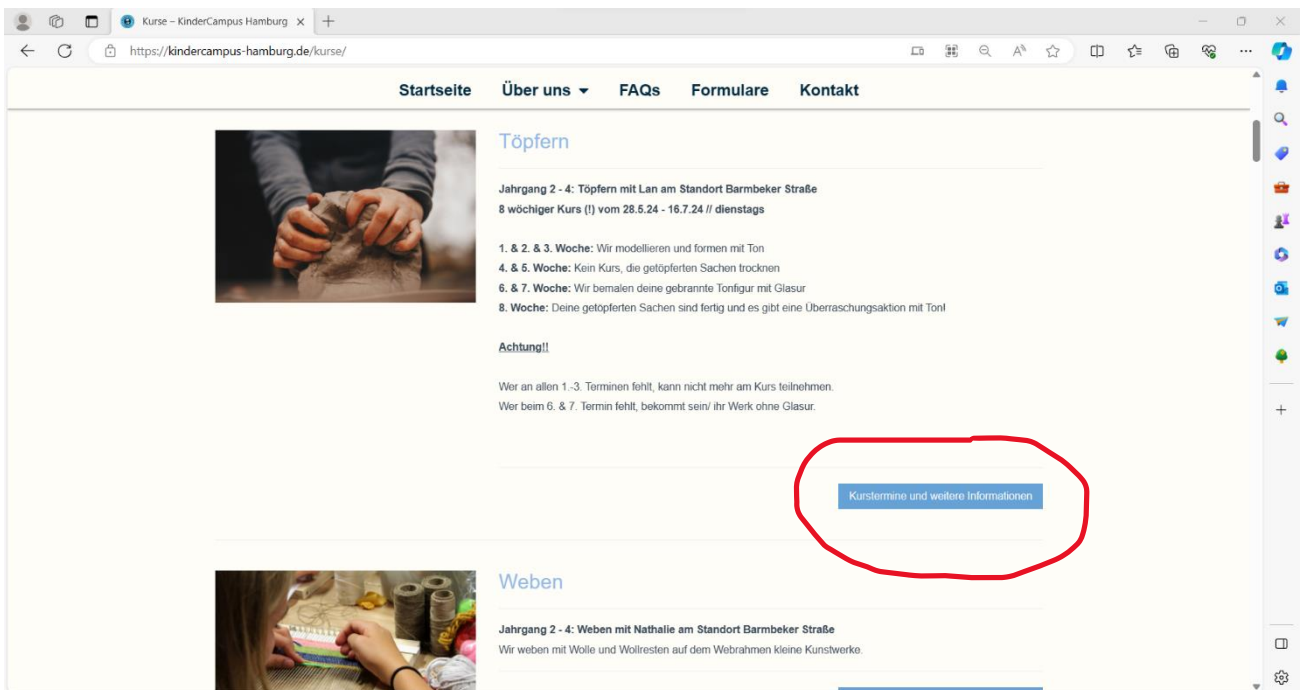 Kurse – KinderCampus Hamburg
https://kindercampus-hamburg.de/kurse/
Startseite Über uns FAQs Formulare Kontakt
Töpfern
Jahrgang 2 - 4: Töpfern mit Lan am Standort Barmbeker Straße
8 wöchiger Kurs (!) vom 28.5.24 - 16.7.24 // dienstags
1. & 2. & 3. Woche: Wir modellieren und formen mit Ton
4. & 5. Woche: Kein Kurs, die getöpferten Sachen trocknen
6. & 7. Woche: Wir bemalen deine gebrannte Tonfigur mit Glasur
8. Woche: Deine getöpferten Sachen sind fertig und es gibt eine Überraschungsaktion mit Ton!
Achtung!!
Wer an allen 1.-3. Terminen fehlt, kann nicht mehr am Kurs teilnehmen.
Wer beim 6. & 7. Termin fehlt, bekommt sein/ ihr Werk ohne Glasur.
Kurstermine und weitere Informationen
Weben
Jahrgang 2 - 4: Weben mit Nathalie am Standort Barmbeker Straße
Wir weben mit Wolle und Wollresten auf dem Webrahmen kleine Kunstwerke.